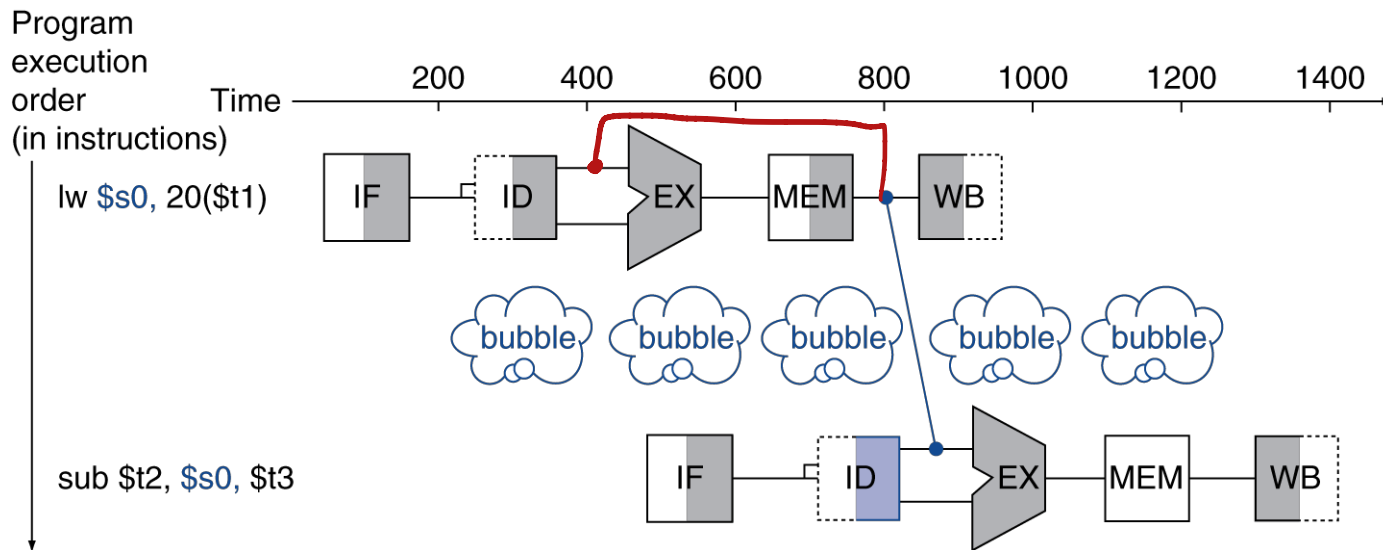 Program
execution
order
(in instructions)
Time
200 400 600 800 1000 1200 1400
lw $s0, 20($t1)
IF ID EX MEM WB
bubble bubble bubble bubble bubble
sub $t2, $s0, $t3
IF ID EX MEM WB